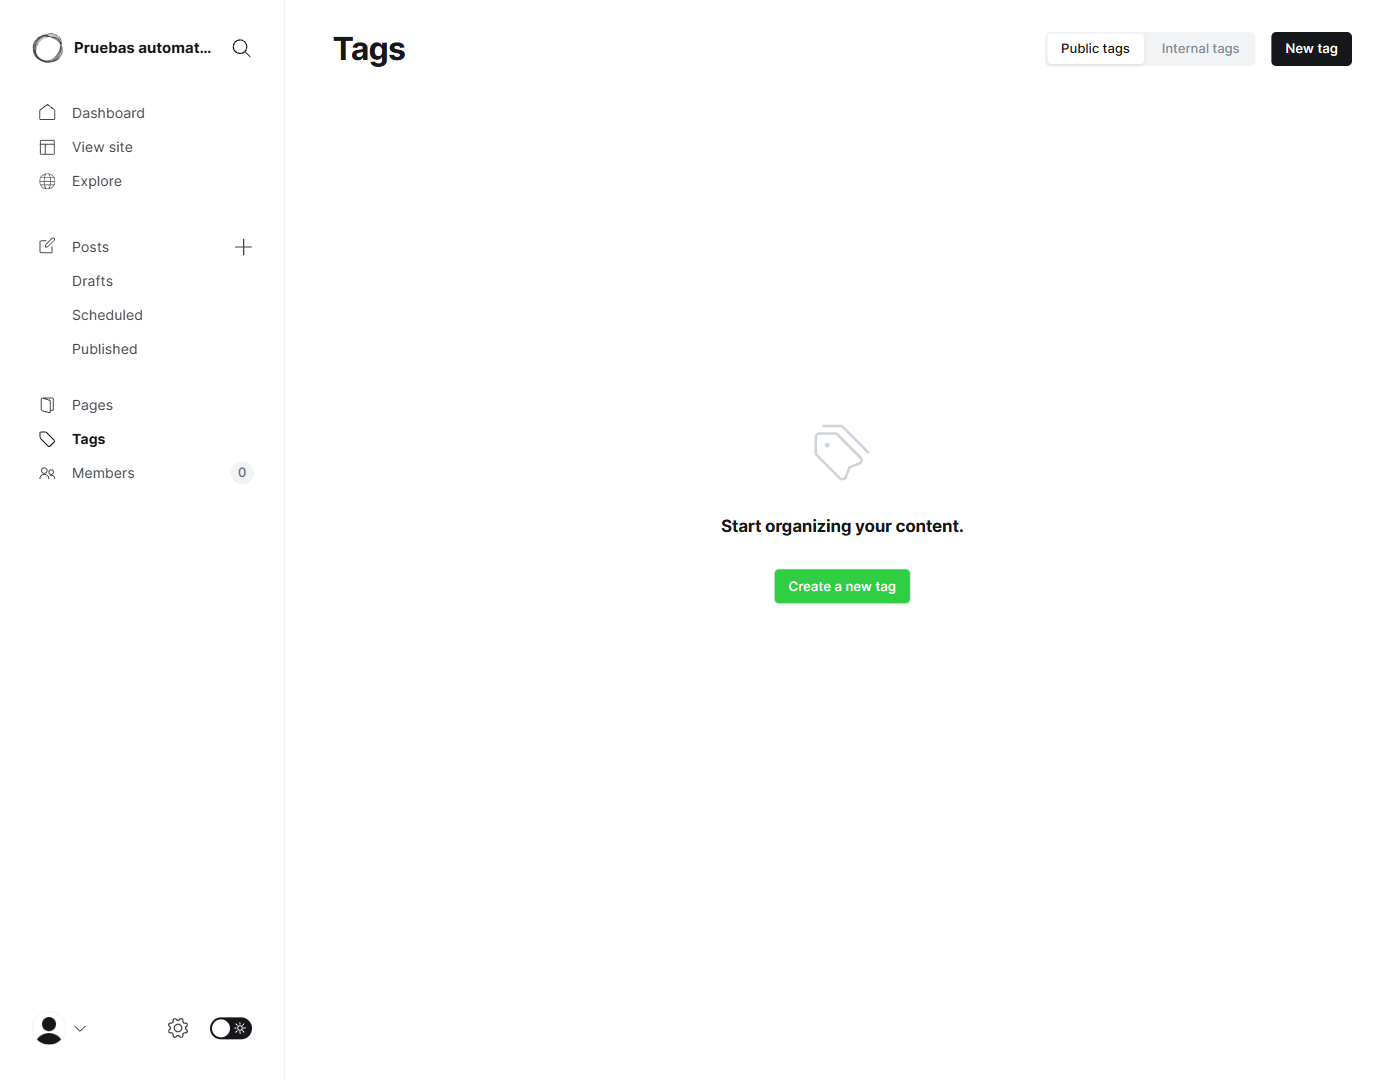 Pruebas automat...
Dashboard
View site
Explore
Posts
Drafts
Scheduled
Published
Pages
Tags
Members 0
Tags
Public tags Internal tags New tag
Start organizing your content.
Create a new tag